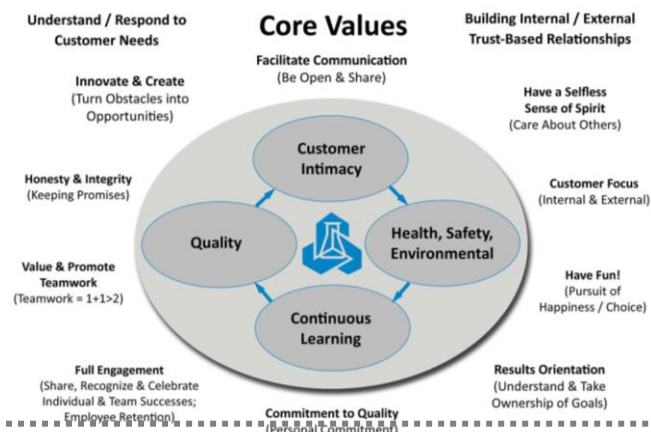 Core Values
Understand / Respond to
Customer Needs
Building Internal / External
Trust-Based Relationships
Facilitate Communication
(Be Open & Share)
Innovate & Create
(Turn Obstacles into
Opportunities)
Have a Selfless
Sense of Spirit
(Care About Others)
Customer
Intimacy
Honesty & Integrity
(Keeping Promises)
Customer Focus
(Internal & External)
Quality
Health, Safety,
Environmental
Value & Promote
Teamwork
(Teamwork = 1+1>2)
Have Fun!
(Pursuit of
Happiness / Choice)
Continuous
Learning
Full Engagement
(Share, Recognize & Celebrate
Individual & Team Successes;
Employee Retention)
Results Orientation
(Understand & Take
Ownership of Goals)
Commitment to Quality
(Personal Commitment)